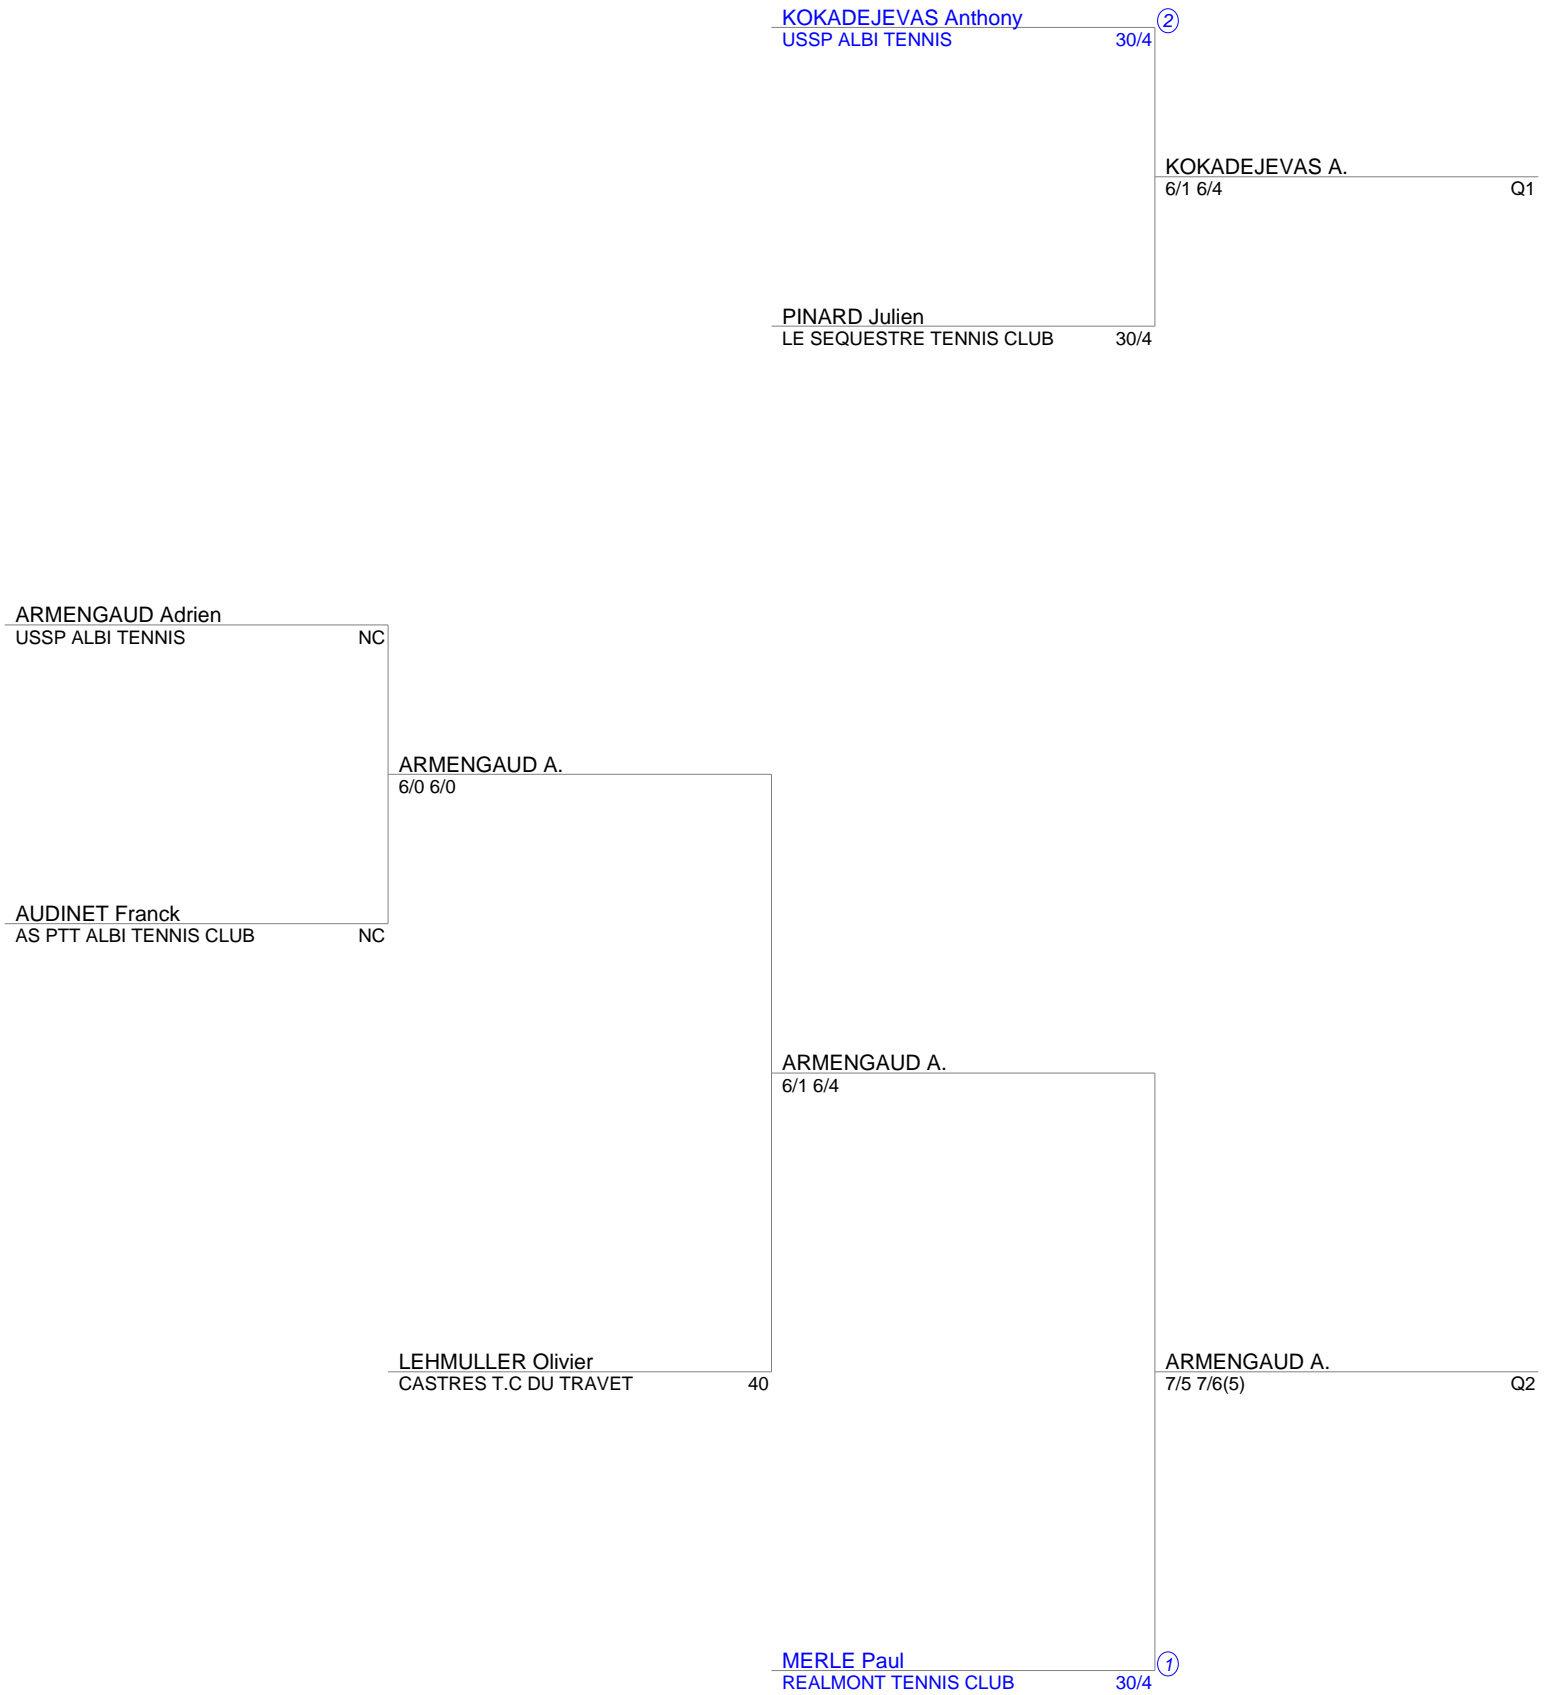 KOKADEJEVAS Anthony 2
USSP ALBI TENNIS 30/4
KOKADEJEVAS A.
6/1 6/4 Q1
PINARD Julien
LE SEQUESTRE TENNIS CLUB 30/4
ARMENGAUD Adrien
USSP ALBI TENNIS NC
ARMENGAUD A.
6/0 6/0
AUDINET Franck
AS PTT ALBI TENNIS CLUB NC
ARMENGAUD A.
6/1 6/4
LEHMULLER Olivier
CASTRES T.C DU TRAVET 40
ARMENGAUD A.
7/5 7/6(5) Q2
MERLE Paul 1
REALMONT TENNIS CLUB 30/4